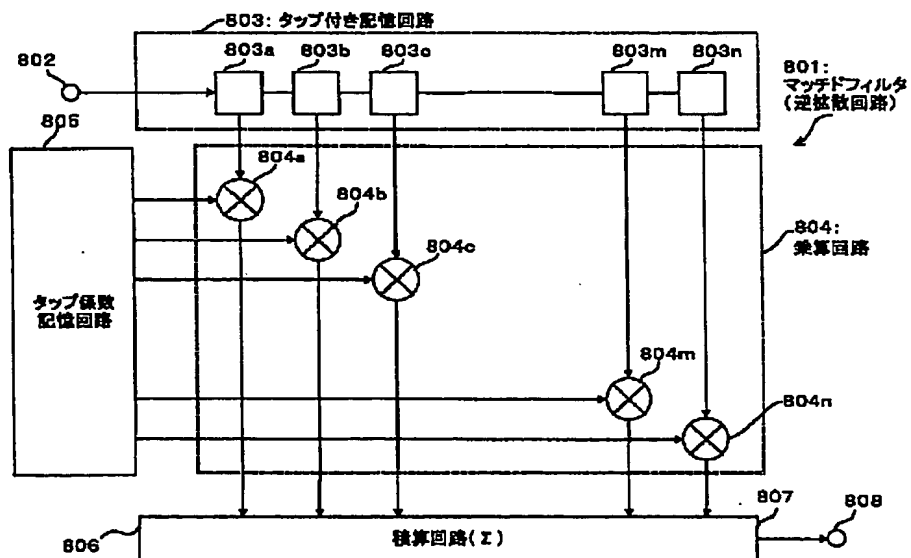 803: タップ付き記憶回路
802
803a
803b
803c
803m
803n
801:
マッチドフィルタ
(逆拡散回路)
805
804a
804b
804c
804:
乗算回路
タップ係数
記憶回路
804m
804n
806
積算回路(Σ)
807
808